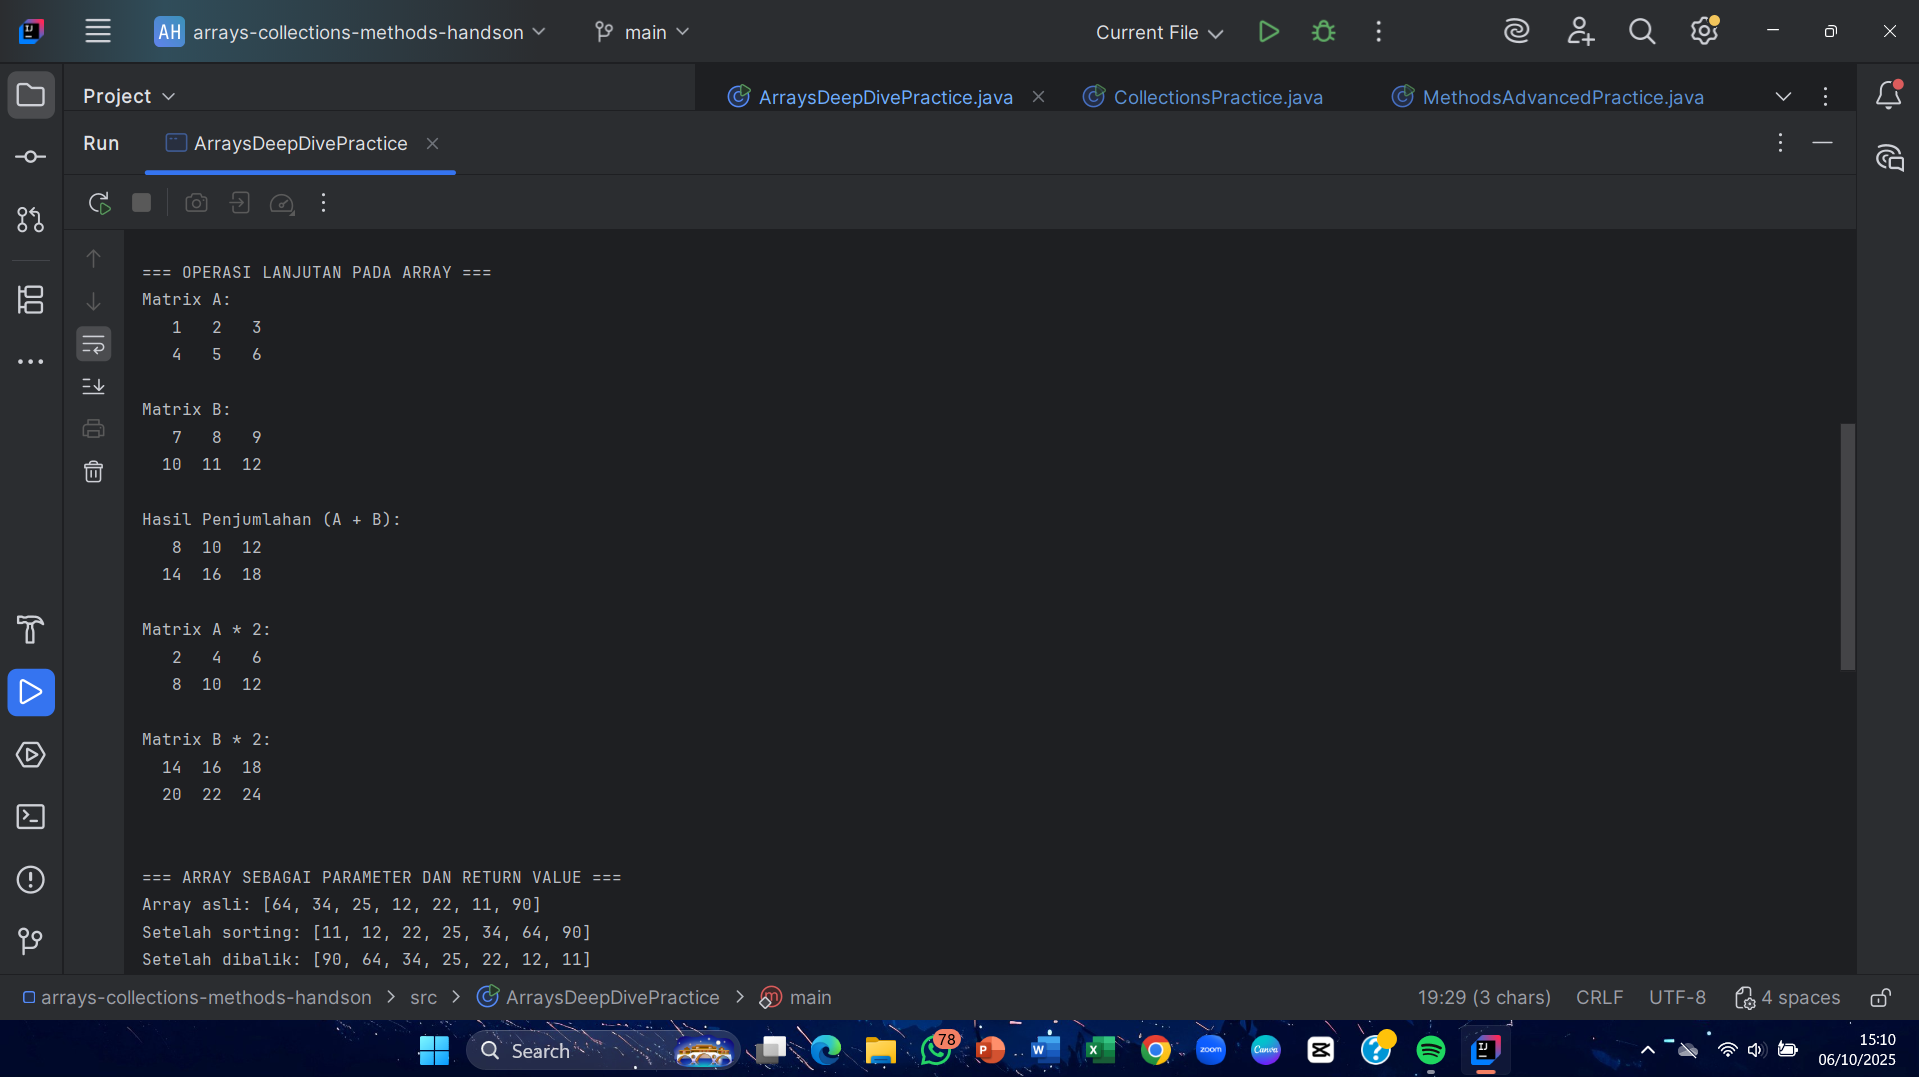 AH arrays-collections-methods-handson main Current File
Project ArraysDeepDivePractice.java CollectionsPractice.java MethodsAdvancedPractice.java
Run ArraysDeepDivePractice
=== OPERASI LANJUTAN PADA ARRAY ===
Matrix A:
1 2 3
4 5 6
Matrix B:
7 8 9
10 11 12
Hasil Penjumlahan (A + B):
8 10 12
14 16 18
Matrix A * 2:
2 4 6
8 10 12
Matrix B * 2:
14 16 18
20 22 24
=== ARRAY SEBAGAI PARAMETER DAN RETURN VALUE ===
Array asli: [64, 34, 25, 12, 22, 11, 90]
Setelah sorting: [11, 12, 22, 25, 34, 64, 90]
Setelah dibalik: [90, 64, 34, 25, 22, 12, 11]
arrays-collections-methods-handson > src > ArraysDeepDivePractice > main 19:29 (3 chars) CRLF UTF-8 4 spaces
Search 78 zoom Canva 15:10
06/10/2025